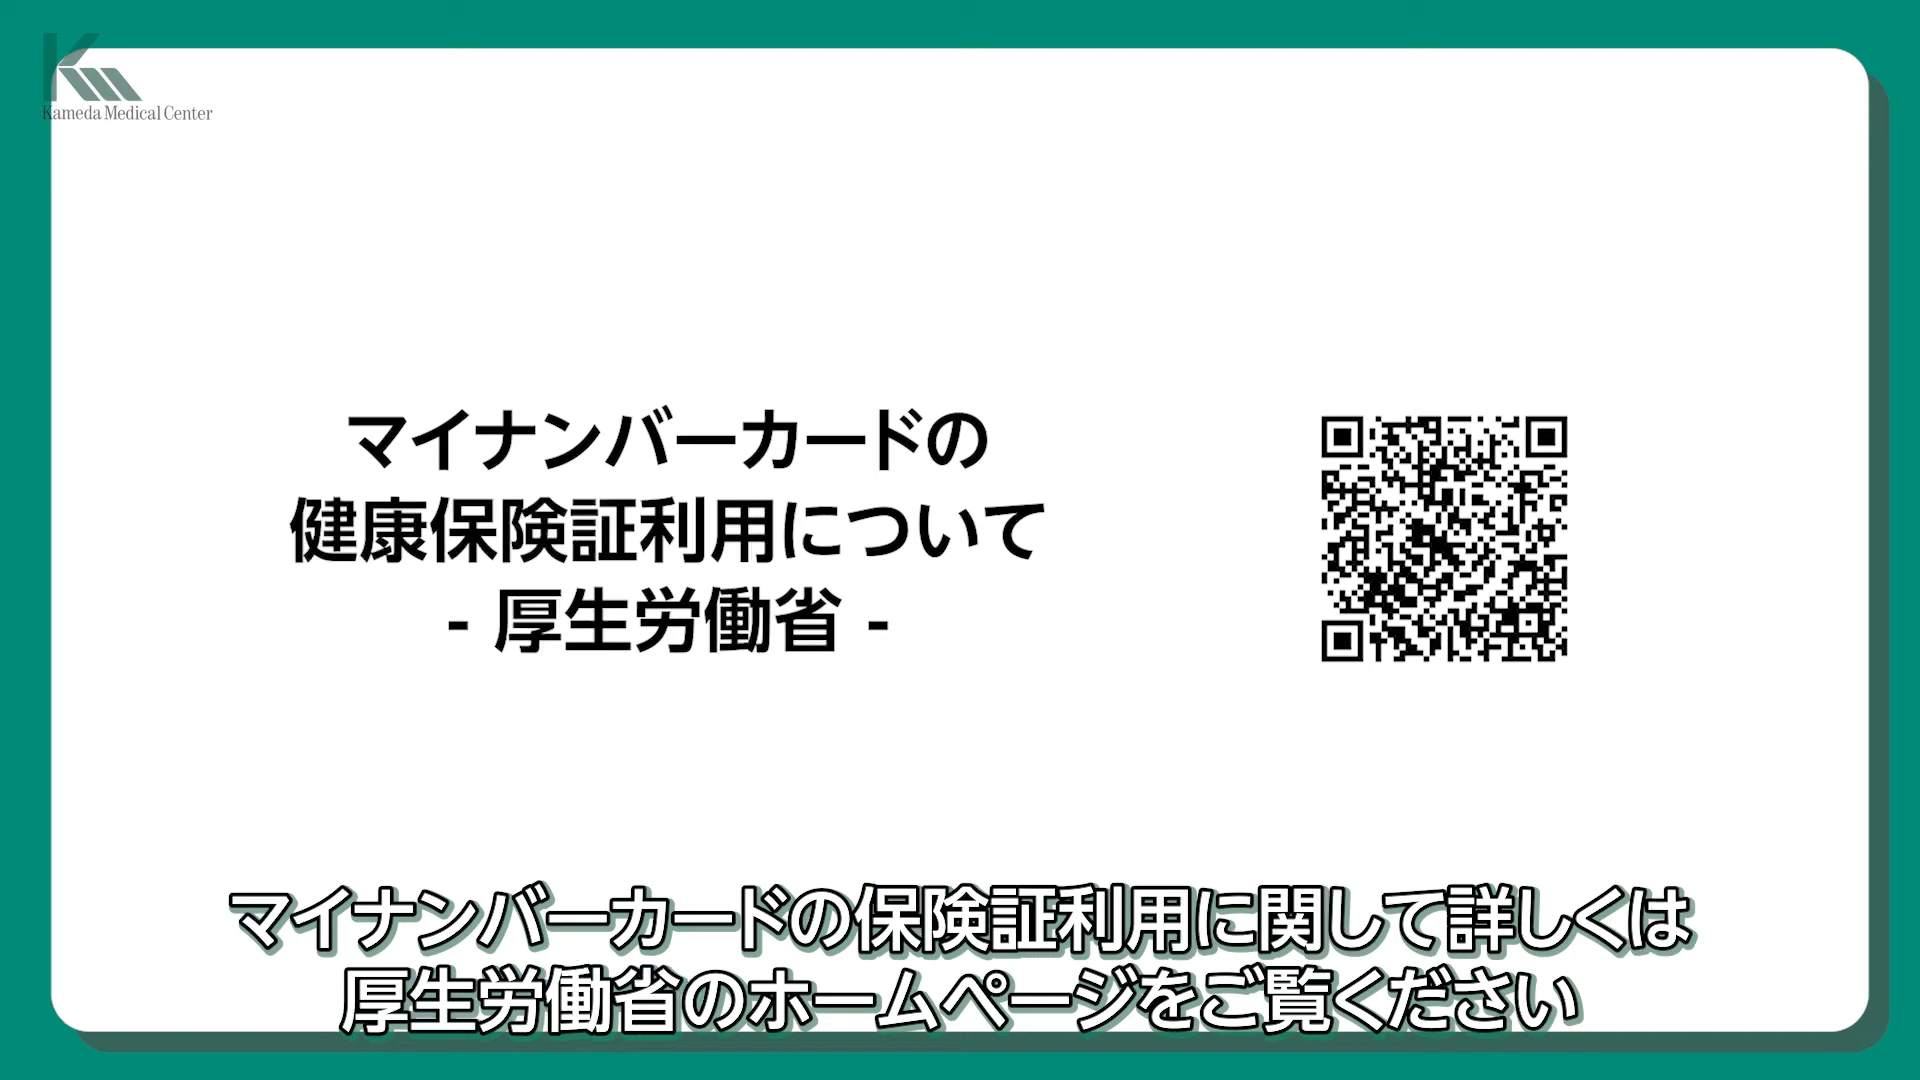 Kameda Medical Center
マイナンバーカードの
健康保険証利用について
- 厚生労働省 -
マイナンバーカードの保険証利用に関して詳しくは
厚生労働省のホームページをご覧ください